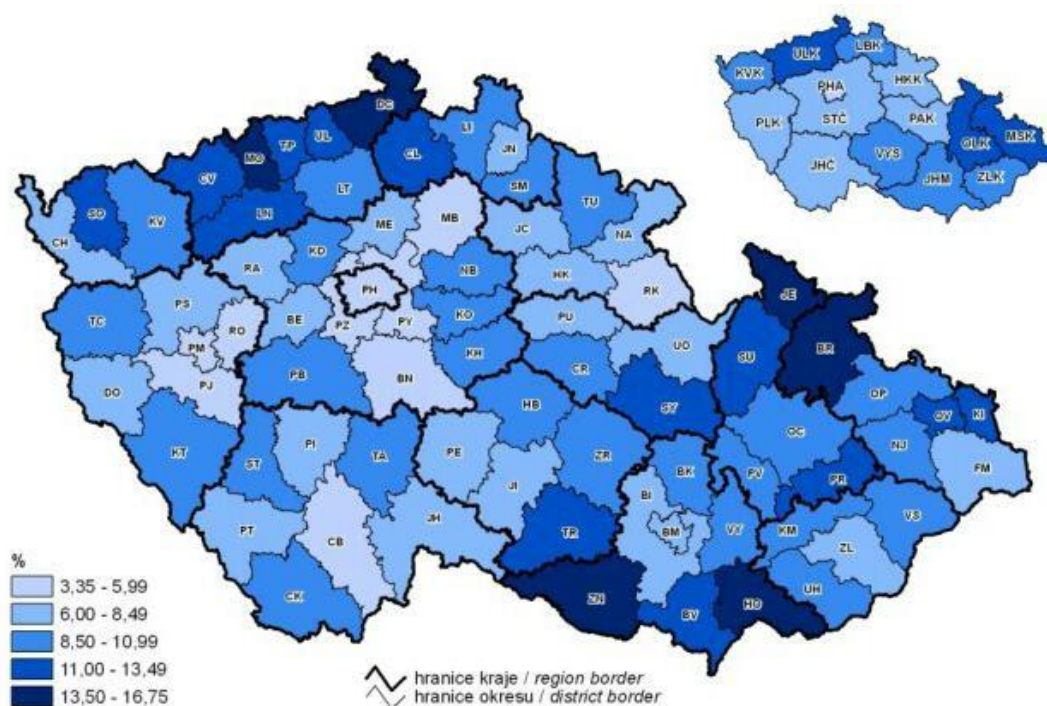 ULK
LBK
KVK
HKK
PHA
STČ
PLK
PAK
MSK
OLK
VYS
JHČ
JHM
ZLK
DC
LI
UL
TP
MO
CL
JN
CV
LT
SM
SO
KV
LN
TU
MB
ME
CH
JC
NA
KD
RA
NB
HK
PH
RK
JE
PS
TC
BE
PZ
PY
KO
PU
RO
PM
UO
SU
BR
KH
CR
DO
PJ
PB
BN
OP
SY
HB
OV
KI
OC
NJ
KT
ST
PI
TA
PE
ZR
BK
PV
PR
FM
JI
BI
VS
PT
JH
BM
VY
KM
CB
TR
ZL
CK
ZN
BV
HO
UH
%
3,35 - 5,99
6,00 - 8,49
8,50 - 10,99
11,00 - 13,49
13,50 - 16,75
hranice kraje / region border
hranice okresu / district border